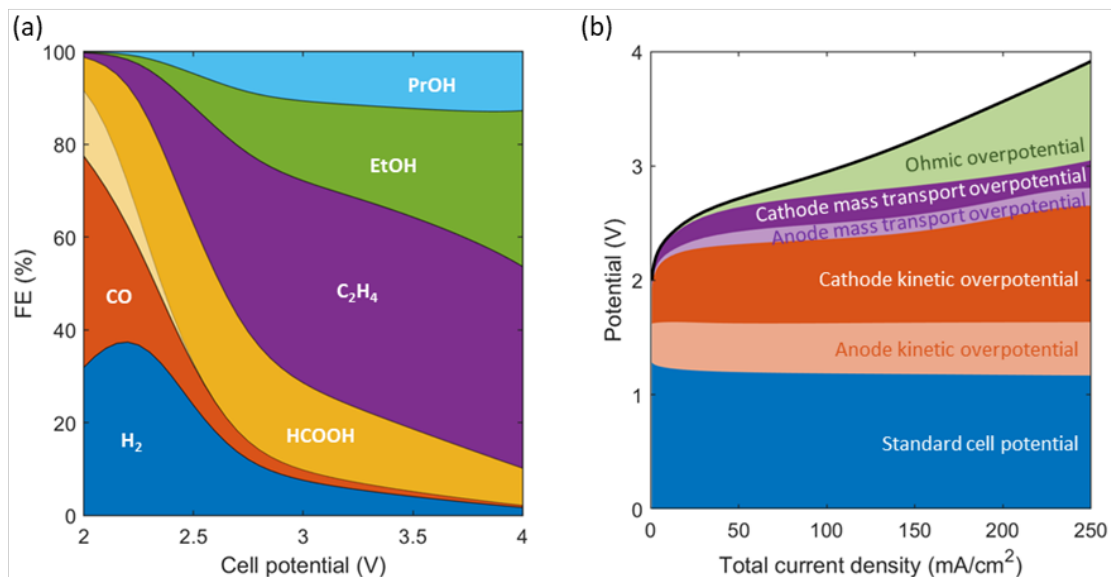 (a)
100
80
60
40
20
0
FE (%)
PrOH
EtOH
C₂H₄
CO
HCOOH
H₂
2
2.5
3
3.5
4
Cell potential (V)
(b)
4
3
2
1
0
Potential (V)
Ohmic overpotential
Cathode mass transport overpotential
Anode mass transport overpotential
Cathode kinetic overpotential
Anode kinetic overpotential
Standard cell potential
0
50
100
150
200
250
Total current density (mA/cm²)